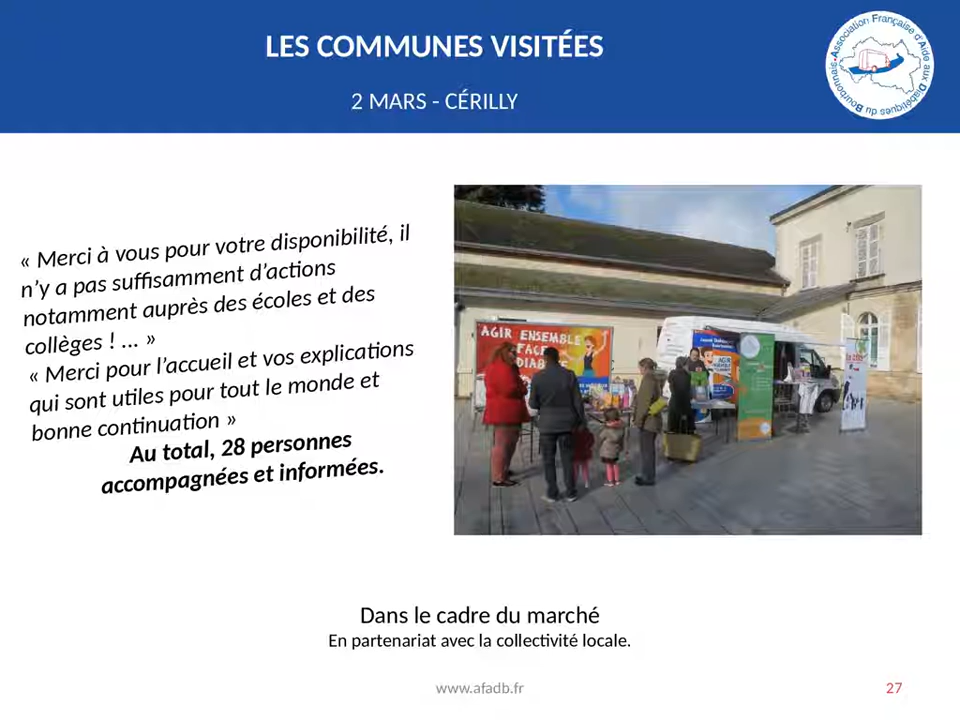 LES COMMUNES VISITÉES
2 MARS - CÉRILLY
Association Française d'Aide aux Diabétiques du Bourbonnais
« Merci à vous pour votre disponibilité, il
n'y a pas suffisamment d'actions
notamment auprès des écoles et des
collèges ! ... »
« Merci pour l'accueil et vos explications
qui sont utiles pour tout le monde et
bonne continuation »
Au total, 28 personnes
accompagnées et informées.
AGIR ENSEMBLE
FACE
DIABÈTE
AGIR
Dans le cadre du marché
En partenariat avec la collectivité locale.
www.afadb.fr
27